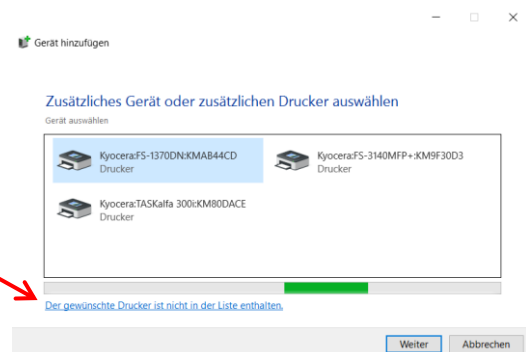 Gerät hinzufügen
Zusätzliches Gerät oder zusätzlichen Drucker auswählen
Gerät auswählen
Kyocera:FS-1370DN:KMAB44CD
Drucker
Kyocera:FS-3140MFP+:KM9F30D3
Drucker
Kyocera:TASKalfa 300i:KM80DACE
Drucker
Der gewünschte Drucker ist nicht in der Liste enthalten.
Weiter
Abbrechen